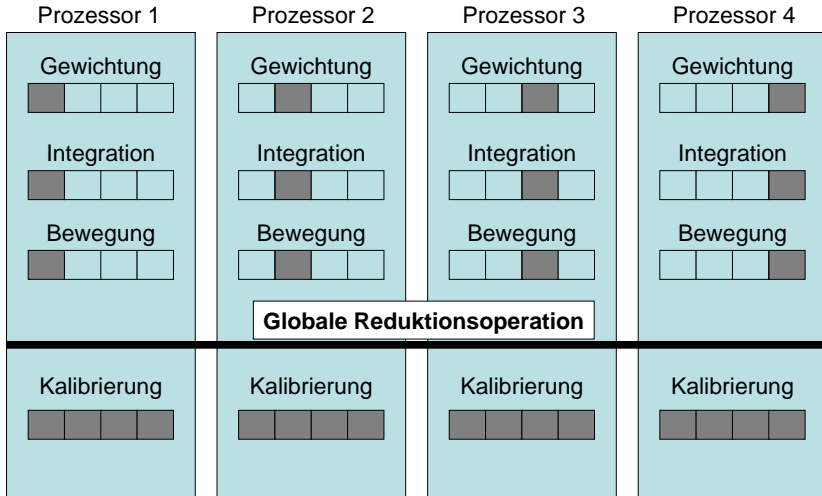 Prozessor 1 Prozessor 2 Prozessor 3 Prozessor 4
Gewichtung Gewichtung Gewichtung Gewichtung
Integration Integration Integration Integration
Bewegung Bewegung Bewegung Bewegung
Globale Reduktionsoperation
Kalibrierung Kalibrierung Kalibrierung Kalibrierung